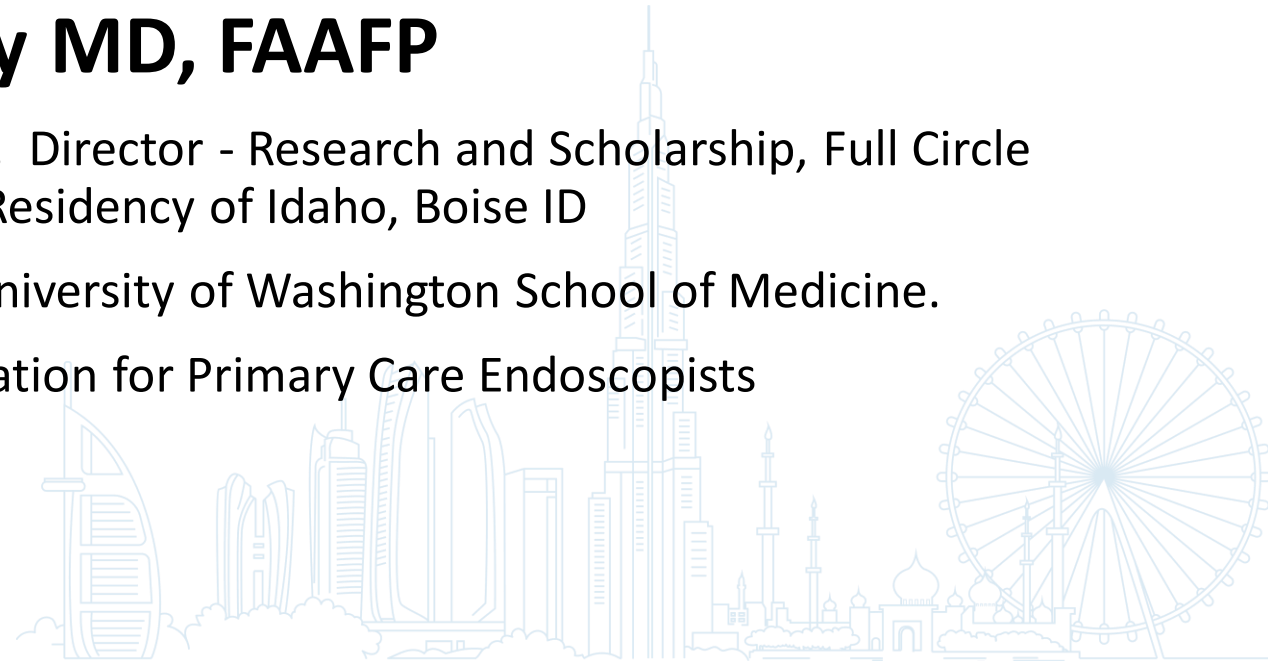 y MD, FAAFP
. Director - Research and Scholarship, Full Circle
Residency of Idaho, Boise ID
niversity of Washington School of Medicine.
ation for Primary Care Endoscopists